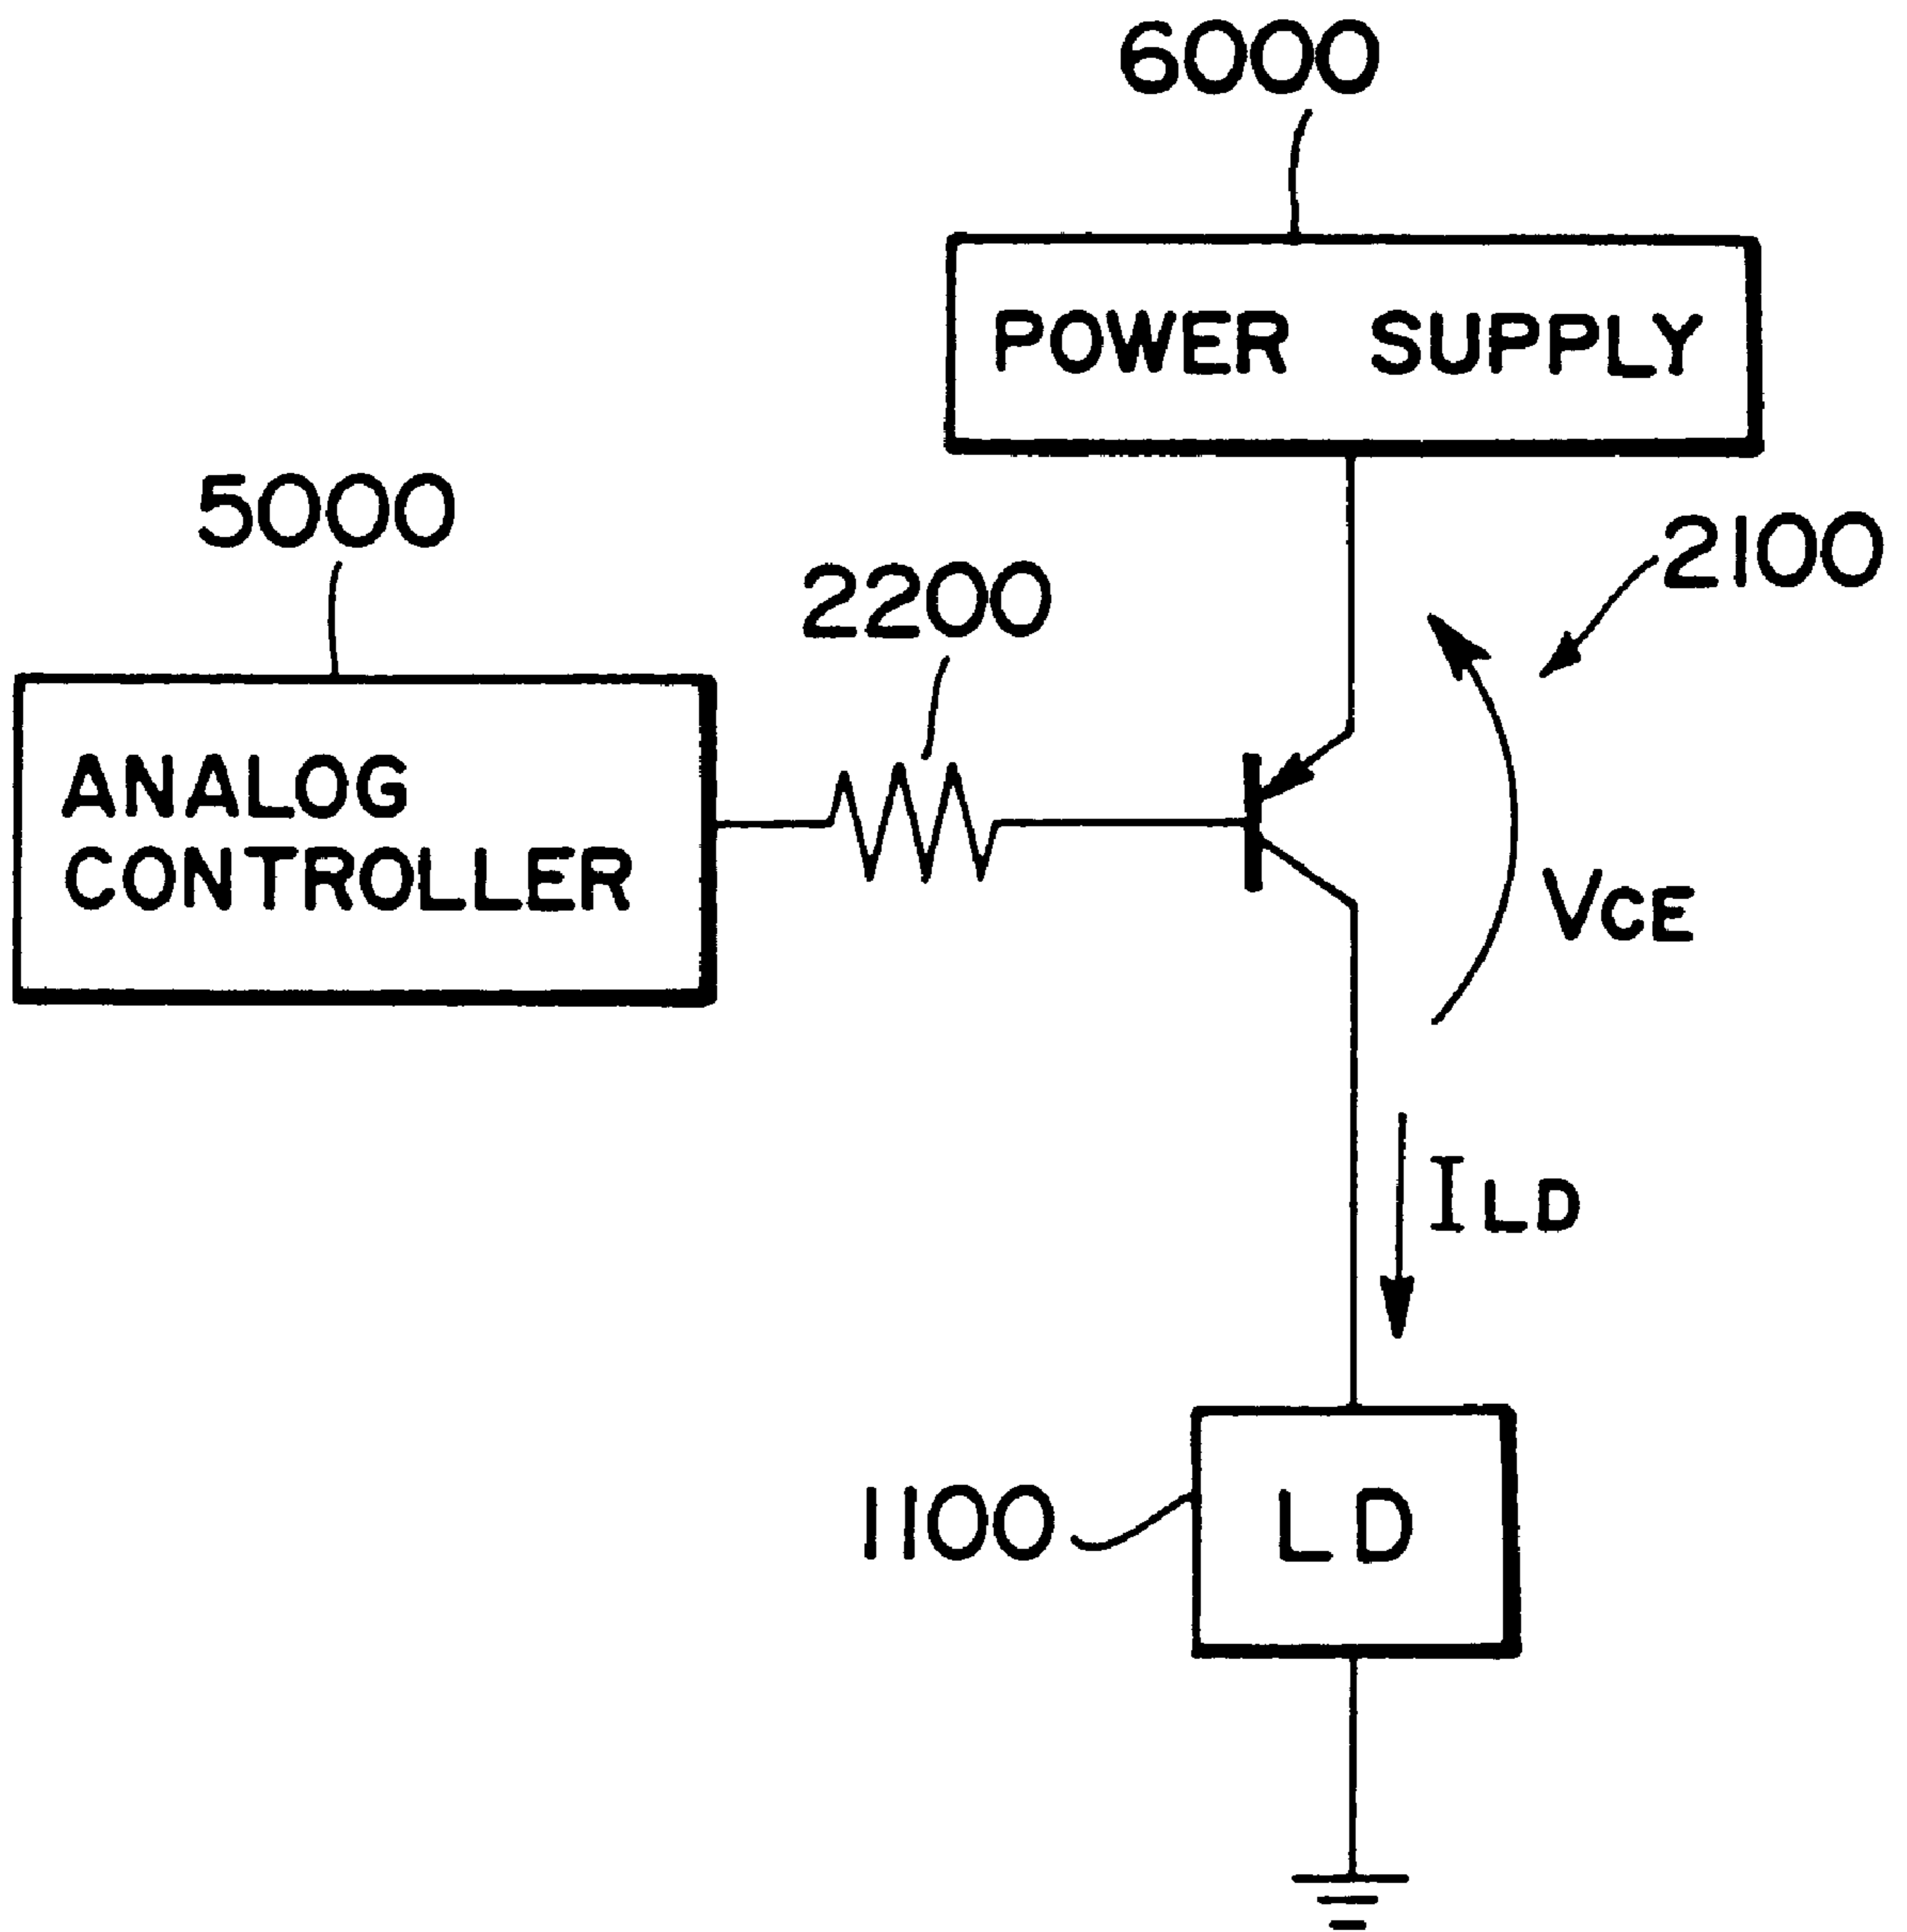 6000
POWER SUPPLY
5000
2200
2100
ANALOG
CONTROLLER
VCE
ILD
1100
LD